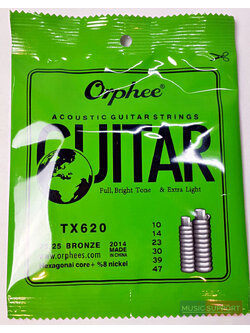 Orphee®
ACOUSTIC GUITAR STRINGS
GUITAR
Full, Bright Tone & Extra Light
TX620
10
14
23
30
39
47
BRONZE
2014
MADE
IN
CHINA
www.orphees.com
hexagonal core+ %8 nickel
MUSIC SUPPORT